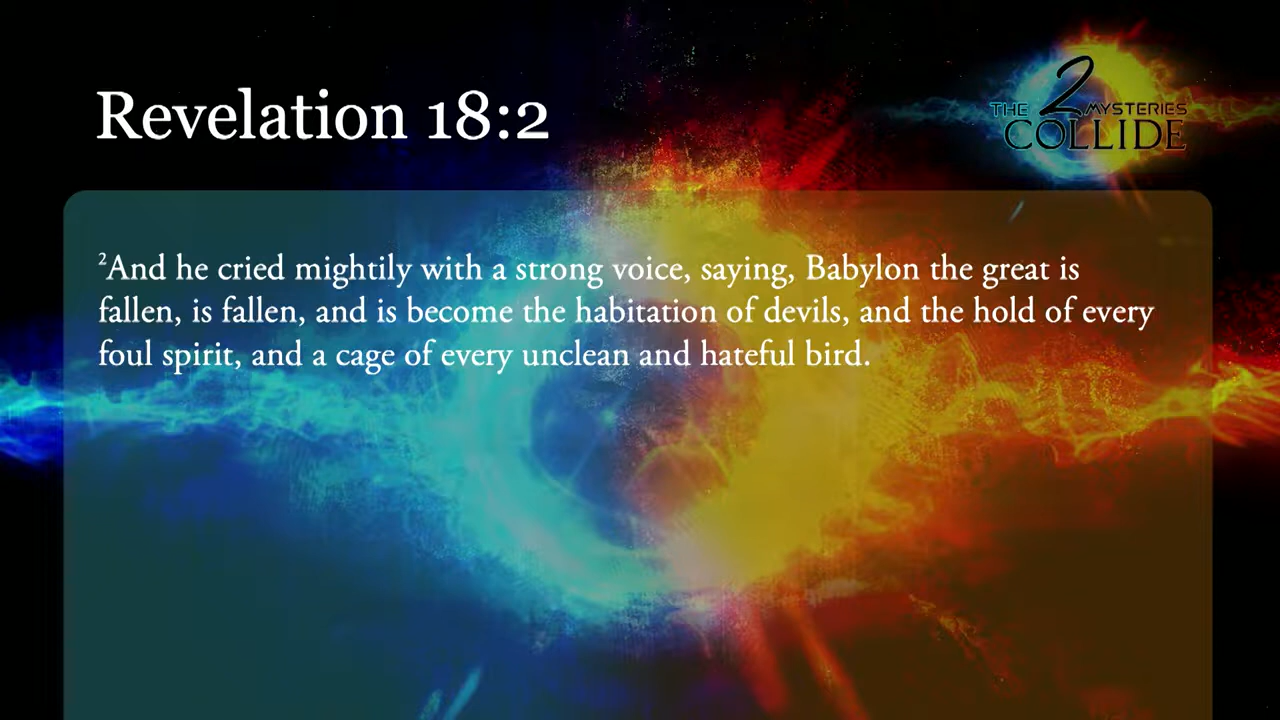 Revelation 18:2
THE 2 MYSTERIES
COLLIDE
²And he cried mightily with a strong voice, saying, Babylon the great is
fallen, is fallen, and is become the habitation of devils, and the hold of every
foul spirit, and a cage of every unclean and hateful bird.